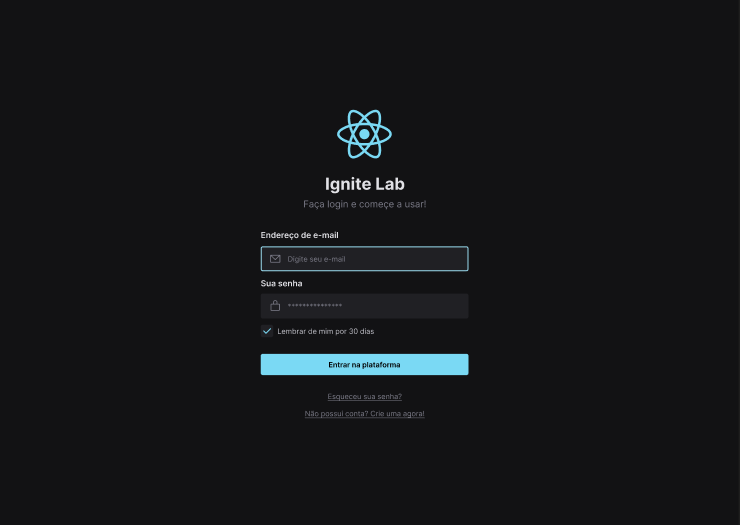 Ignite Lab
Faça login e começe a usar!
Endereço de e-mail
Digite seu e-mail
Sua senha
***************
Lembrar de mim por 30 dias
Entrar na plataforma
Esqueceu sua senha?
Não possui conta? Crie uma agora!